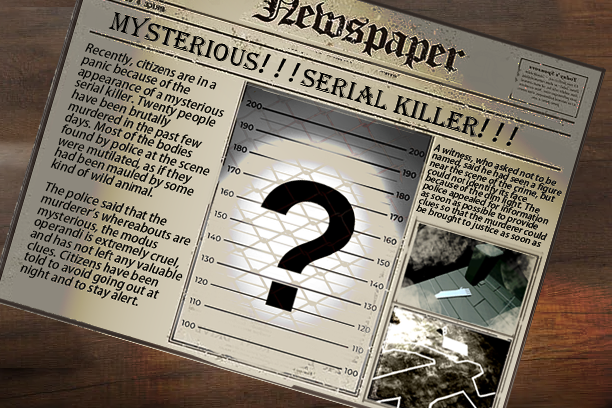 Newspaper
MYSTERIOUS!!!SERIAL KILLER!!!
Recently, citizens are in a
panic because of the
appearance of a mysterious
serial killer. Twenty people
have been brutally
murdered in the past few
days. Most of the bodies
found by police at the scene
were mutilated, as if they
had been mauled by some
kind of wild animal.
The police said that the
murderer's whereabouts are
mysterious, the modus
operandi is extremely cruel,
and has not left any valuable
clues. Citizens have been
told to avoid going out at
night and to stay alert.
200
190
180
170
160
150
140
130
120
110
100
?
200
190
180
170
160
150
140
130
120
110
100
A witness, who asked not to be
named, said he had seen a figure
near the scene of the crime, but
could not identify its face
because of the dim light. The
police appealed for information
as soon as possible to provide
clues so that the murderer could
be brought to justice as soon as